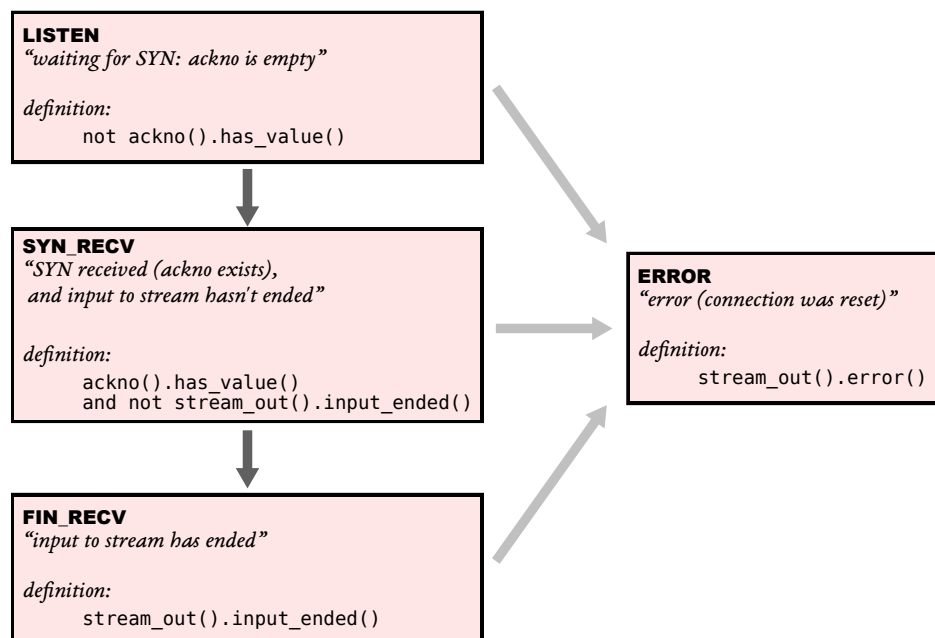 LISTEN
“waiting for SYN: ackno is empty”
definition:
not ackno().has_value()
SYN_RECV
“SYN received (ackno exists),
and input to stream hasn't ended”
definition:
ackno().has_value()
and not stream_out().input_ended()
FIN_RECV
“input to stream has ended”
definition:
stream_out().input_ended()
ERROR
“error (connection was reset)”
definition:
stream_out().error()